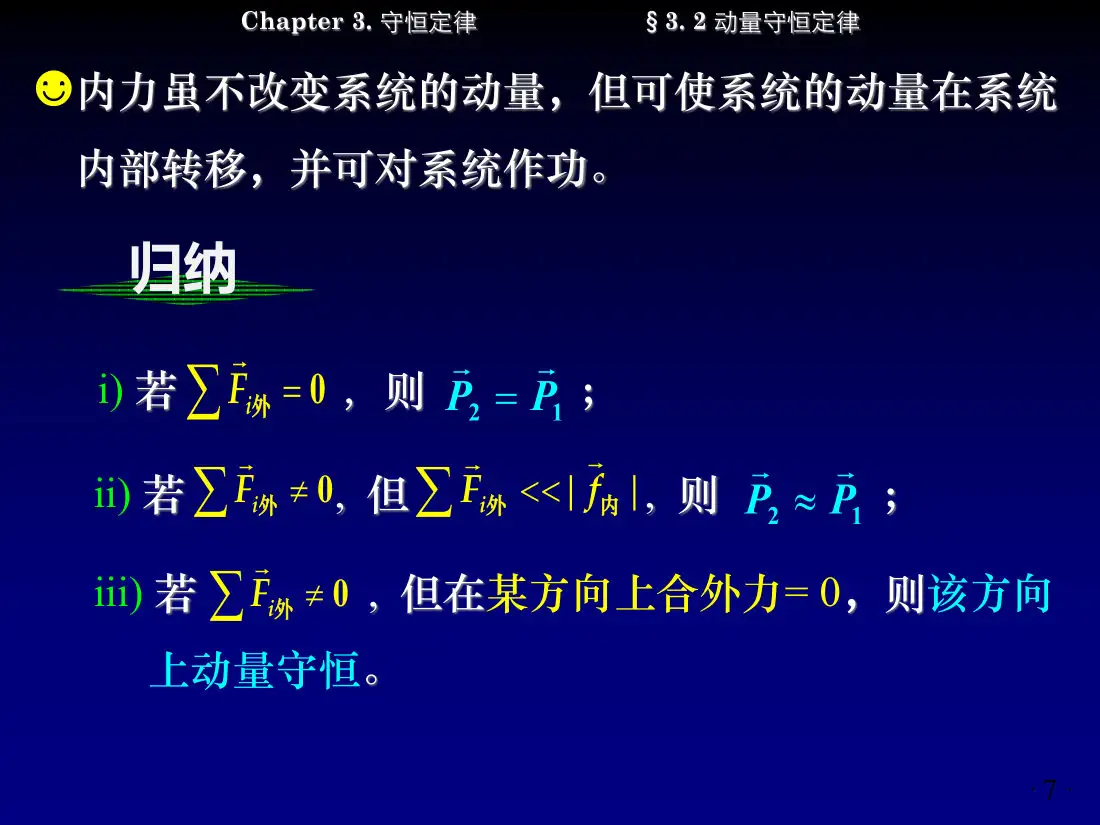 Chapter 3. 守恒定律 §3. 2 动量守恒定律
内力虽不改变系统的动量，但可使系统的动量在系统
内部转移，并可对系统作功。
归纳
i) 若 ∑F⃗i外 = 0 ，则 P⃗₂ = P⃗₁ ；
ii) 若 ∑F⃗i外 ≠ 0, 但 ∑F⃗i外 <<| f⃗内 |, 则 P⃗₂ ≈ P⃗₁ ；
iii) 若 ∑F⃗i外 ≠ 0 ，但在某方向上合外力= 0，则该方向
上动量守恒。
· 7 ·